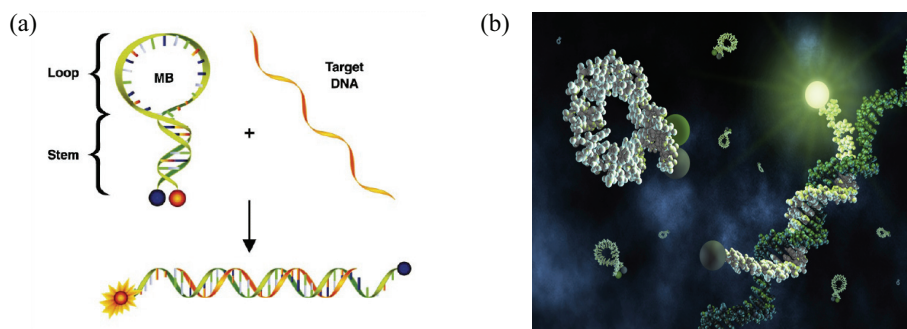 (a)
(b)
Loop
MB
Target
DNA
+
Stem